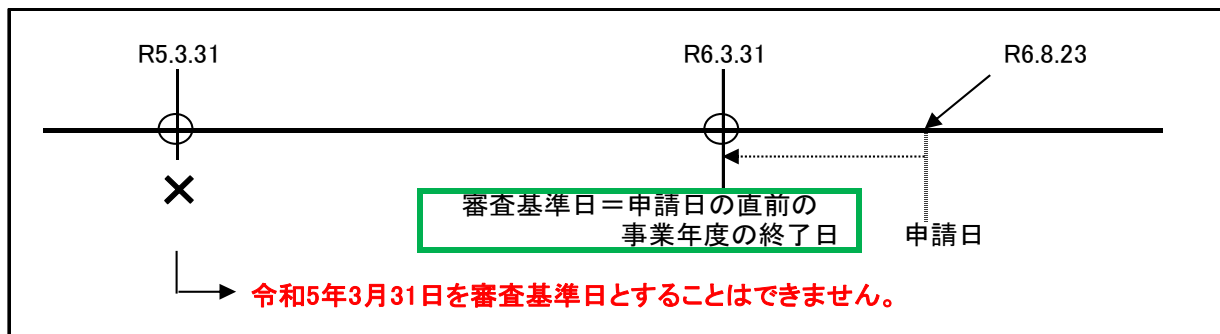 R5.3.31
R6.3.31
R6.8.23
審査基準日＝申請日の直前の
事業年度の終了日
申請日
令和5年3月31日を審査基準日とすることはできません。